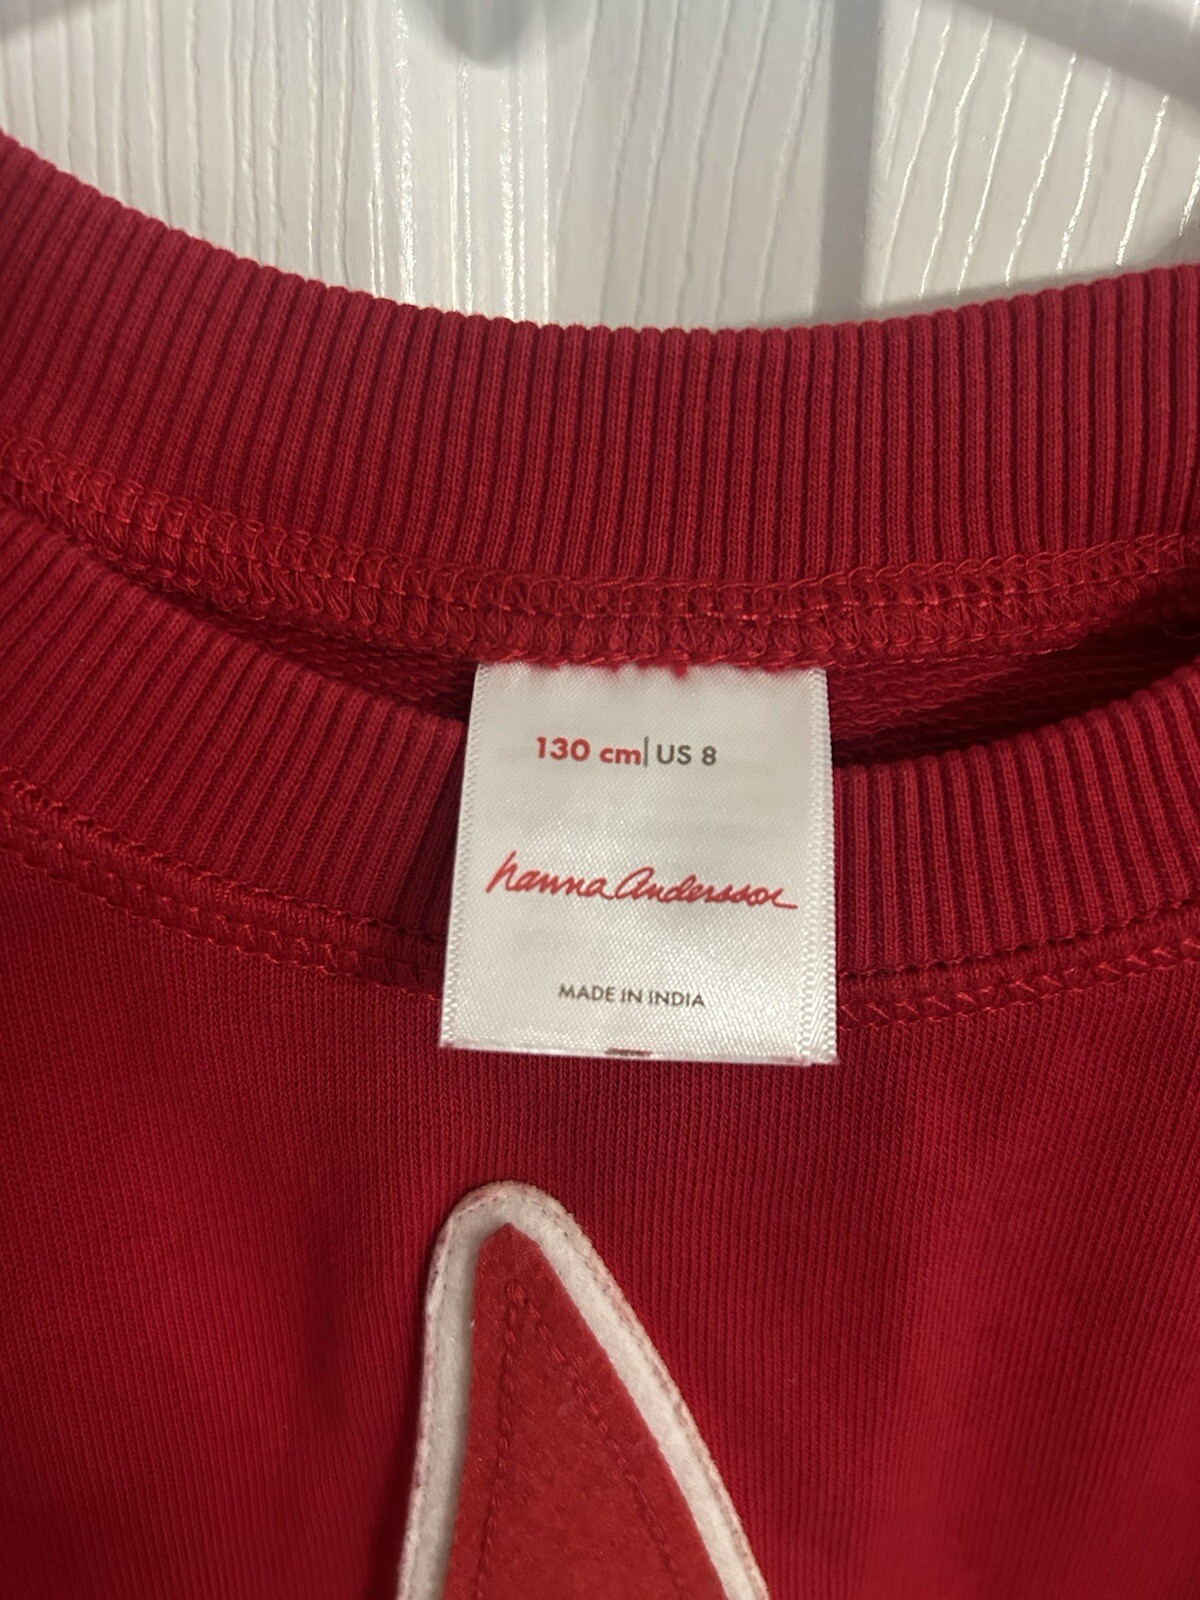 130 cm| US 8
hanna Andersson
MADE IN INDIA